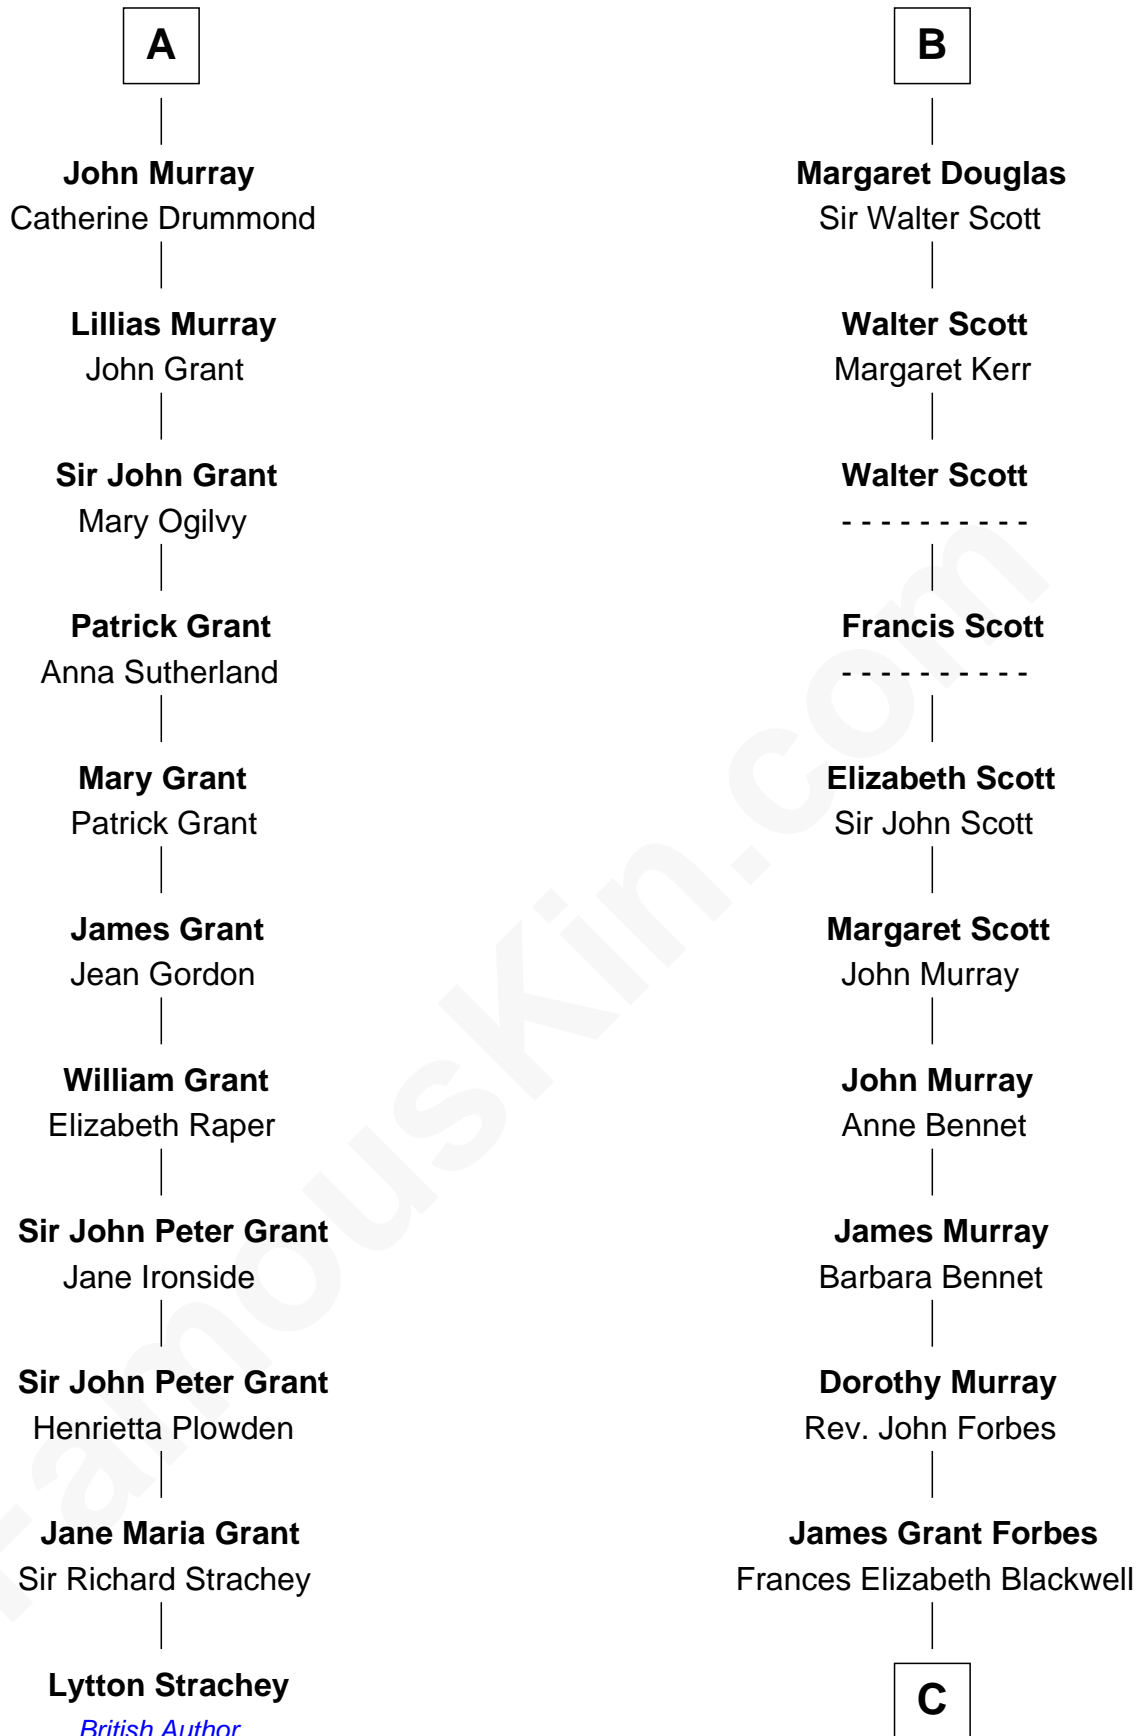 A
John Murray
Catherine Drummond
Lillias Murray
John Grant
Sir John Grant
Mary Ogilvy
Patrick Grant
Anna Sutherland
Mary Grant
Patrick Grant
James Grant
Jean Gordon
William Grant
Elizabeth Raper
Sir John Peter Grant
Jane Ironside
Sir John Peter Grant
Henrietta Plowden
Jane Maria Grant
Sir Richard Strachey
Lytton Strachey
British Author
B
Margaret Douglas
Sir Walter Scott
Walter Scott
Margaret Kerr
Walter Scott
- - - - - - - - - -
Francis Scott
- - - - - - - - - -
Elizabeth Scott
Sir John Scott
Margaret Scott
John Murray
John Murray
Anne Bennet
James Murray
Barbara Bennet
Dorothy Murray
Rev. John Forbes
James Grant Forbes
Frances Elizabeth Blackwell
C
FamousKin.com